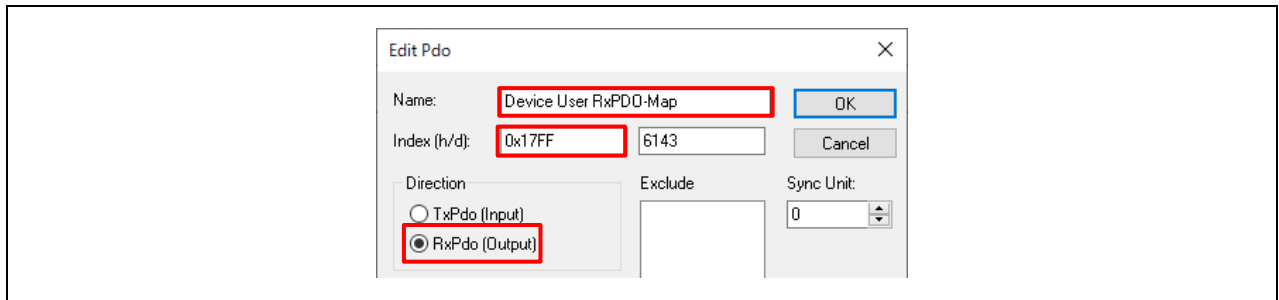 Edit Pdo
Name: Device User RxPDO-Map OK
Index (h/d): 0x17FF 6143 Cancel
Direction Exclude Sync Unit:
TxPdo (Input) 0
RxPdo (Output)